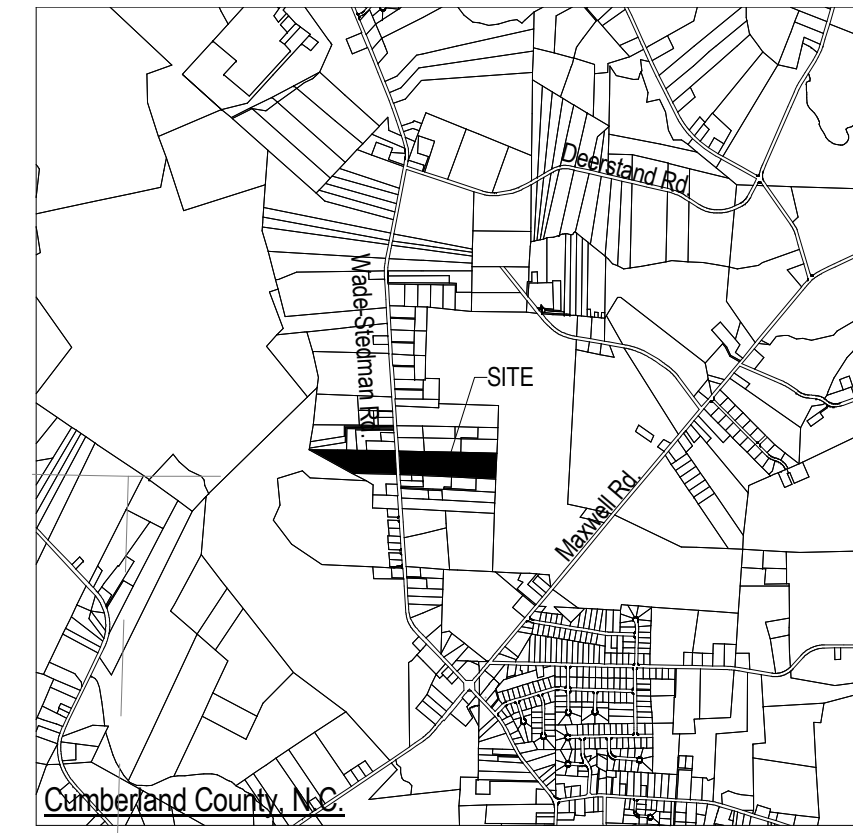 Deerstand Rd.
Wade-Stedman Rd.
SITE
Maxwell Rd.
Cumberland County, N.C.